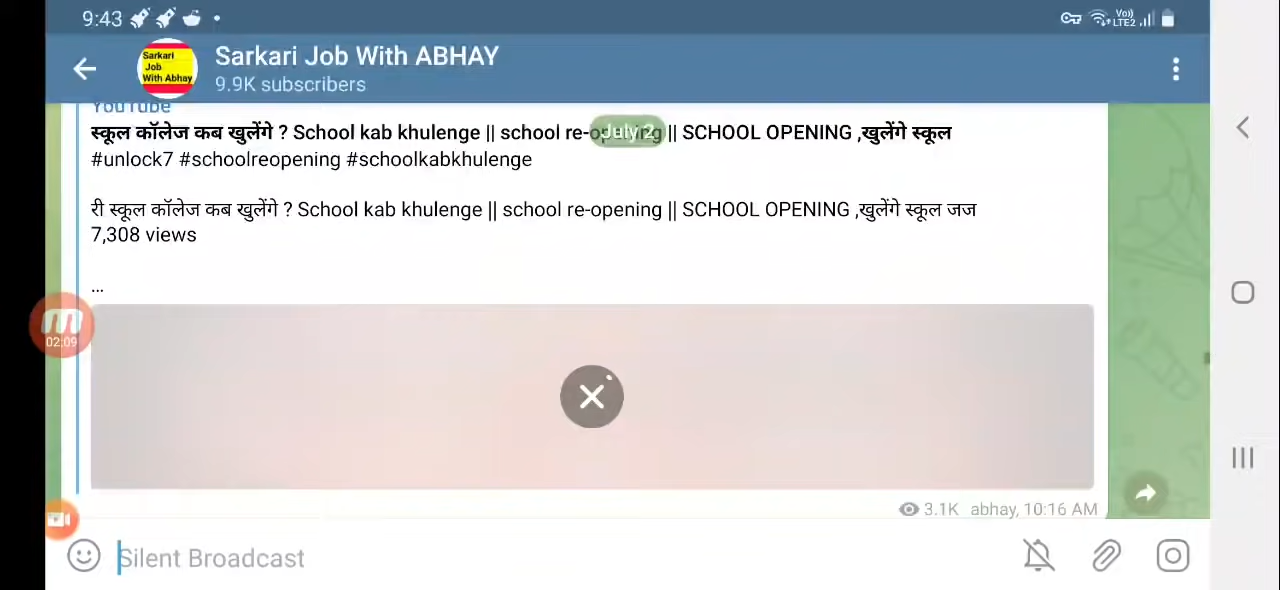 9:43
Vo))
LTE2
Sarkari
Job
With Abhay
Sarkari Job With ABHAY
9.9K subscribers
YouTube
July 2
स्कूल कॉलेज कब खुलेंगे ? School kab khulenge || school re-opening || SCHOOL OPENING ,खुलेंगे स्कूल
#unlock7 #schoolreopening #schoolkabkhulenge
री स्कूल कॉलेज कब खुलेंगे ? School kab khulenge || school re-opening || SCHOOL OPENING ,खुलेंगे स्कूल जज
7,308 views
...
02:09
3.1K abhay, 10:16 AM
Silent Broadcast